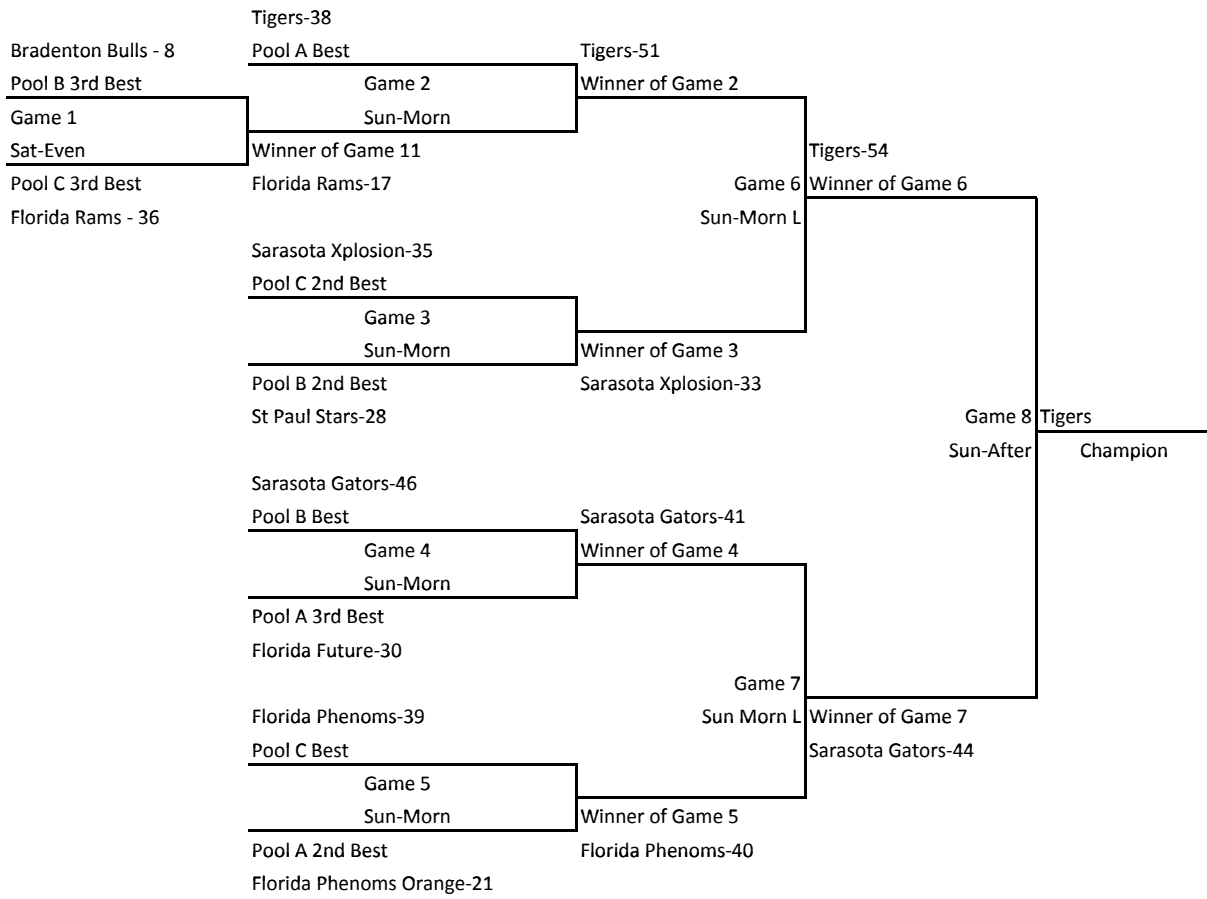 Tigers-38
Bradenton Bulls - 8
Pool A Best
Tigers-51
Pool B 3rd Best
Game 2
Winner of Game 2
Game 1
Sun-Morn
Sat-Even
Winner of Game 11
Tigers-54
Pool C 3rd Best
Florida Rams-17
Game 6
Winner of Game 6
Florida Rams - 36
Sun-Morn L
Sarasota Xplosion-35
Pool C 2nd Best
Game 3
Sun-Morn
Winner of Game 3
Pool B 2nd Best
Sarasota Xplosion-33
St Paul Stars-28
Game 8
Tigers
Sun-After
Champion
Sarasota Gators-46
Pool B Best
Sarasota Gators-41
Game 4
Winner of Game 4
Sun-Morn
Pool A 3rd Best
Florida Future-30
Game 7
Florida Phenoms-39
Sun Morn L
Winner of Game 7
Pool C Best
Sarasota Gators-44
Game 5
Sun-Morn
Winner of Game 5
Pool A 2nd Best
Florida Phenoms-40
Florida Phenoms Orange-21